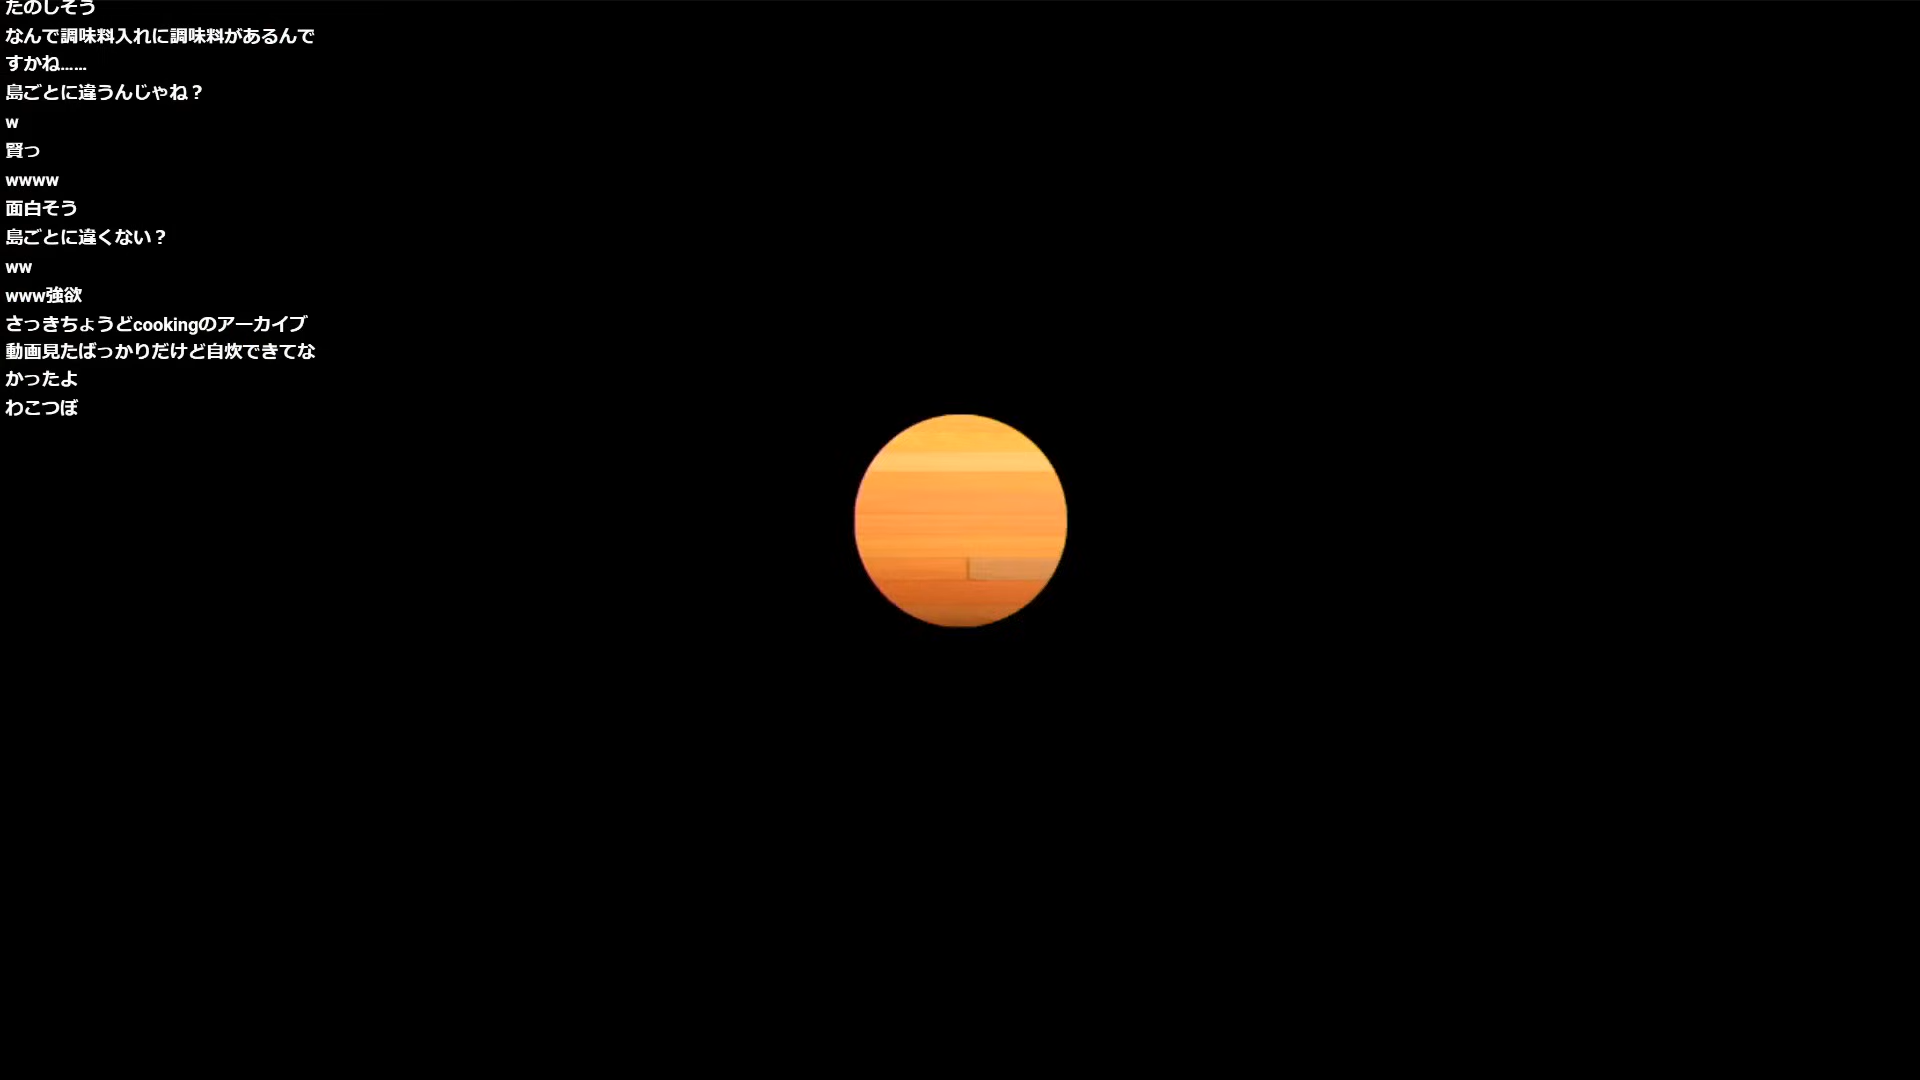 たのしそう
なんで調味料入れに調味料があるんで
すかね......
島ごとに違うんじゃね？
w
賢っ
wwww
面白そう
島ごとに違くない？
ww
www強欲
さっきちょうどcookingのアーカイブ
動画見たばっかりだけど自炊できてな
かったよ
わこつぼ